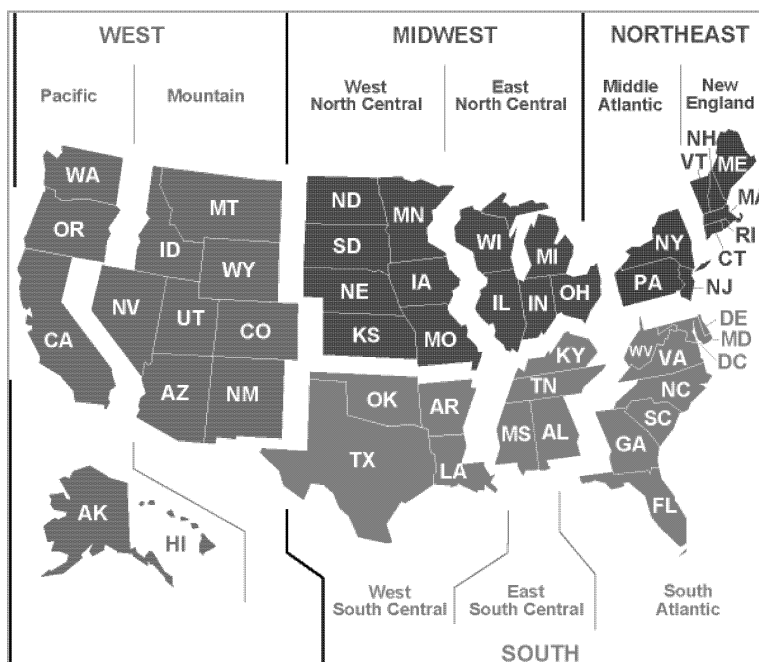 WEST
MIDWEST
NORTHEAST
Pacific
Mountain
West
North Central
East
North Central
Middle
Atlantic
New
England
WA
OR
CA
NV
ID
MT
WY
UT
CO
AZ
NM
AK
HI
ND
SD
NE
KS
MN
IA
MO
WI
IL
MI
IN
OH
NH
VT
ME
MA
RI
CT
NY
PA
NJ
DE
MD
DC
WV
VA
NC
SC
GA
FL
KY
TN
MS
AL
OK
AR
TX
LA
West
South Central
East
South Central
South
Atlantic
SOUTH